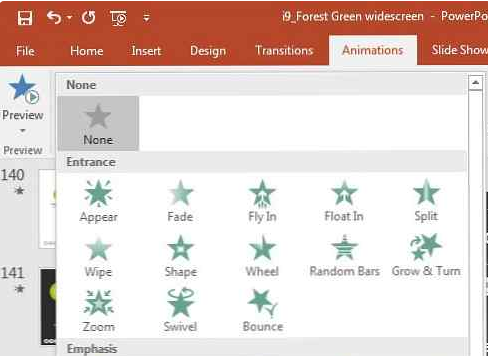 i9_Forest Green widescreen - PowerPo
File Home Insert Design Transitions Animations Slide Show
Preview
Preview
None
None
Entrance
Appear Fade Fly In Float In Split
Wipe Shape Wheel Random Bars Grow & Turn
Zoom Swivel Bounce
Emphasis
140
141